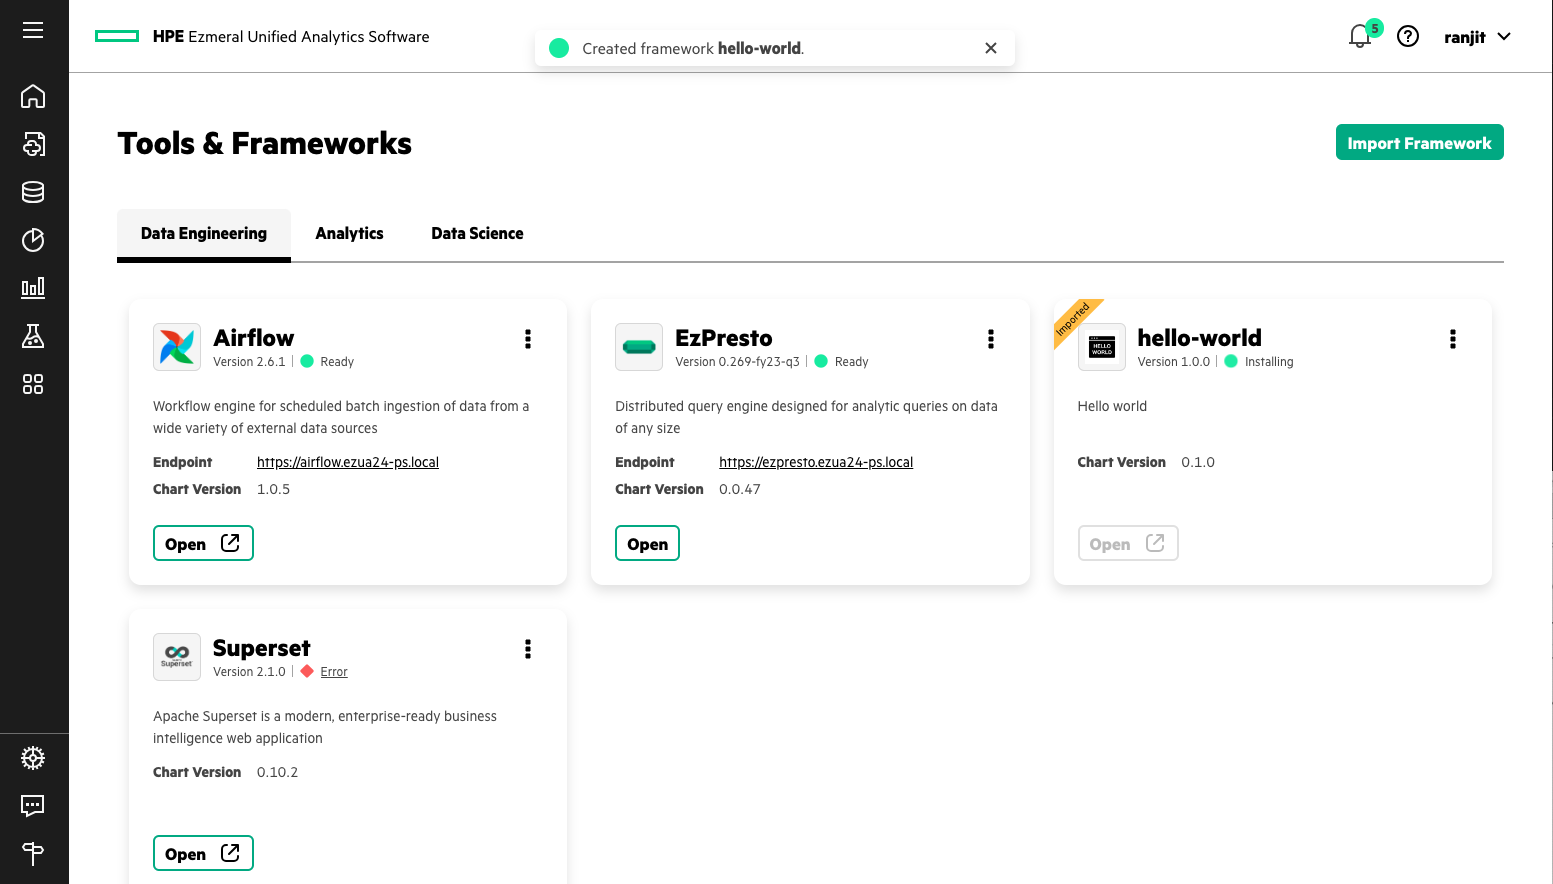 HPE Ezmeral Unified Analytics Software
Created framework hello-world.
5
ranjit
Tools & Frameworks
Import Framework
Data Engineering
Analytics
Data Science
Airflow
Version 2.6.1
Ready
Workflow engine for scheduled batch ingestion of data from a
wide variety of external data sources
Endpoint https://airflow.ezua24-ps.local
Chart Version 1.0.5
Open
EzPresto
Version 0.269-fy23-q3
Ready
Distributed query engine designed for analytic queries on data
of any size
Endpoint https://ezpresto.ezua24-ps.local
Chart Version 0.0.47
Open
Imported
HELLO
WORLD
hello-world
Version 1.0.0
Installing
Hello world
Chart Version 0.1.0
Open
Superset
Superset
Version 2.1.0
Error
Apache Superset is a modern, enterprise-ready business
intelligence web application
Chart Version 0.10.2
Open